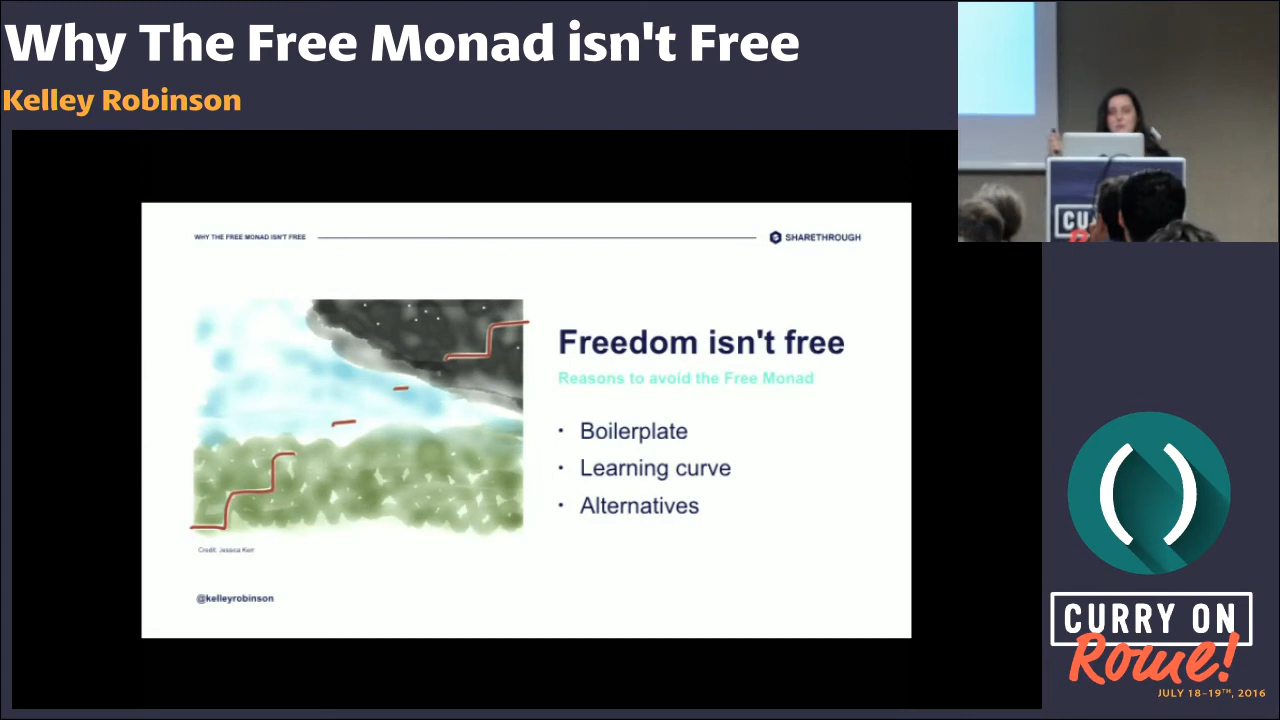 Why The Free Monad isn't Free
Kelley Robinson
WHY THE FREE MONAD ISN'T FREE
SHARETHROUGH
Freedom isn't free
Reasons to avoid the Free Monad
• Boilerplate
• Learning curve
• Alternatives
Credit: Jessica Kerr
@kelleyrobinson
CU
( )
CURRY ON
Rome!
JULY 18-19TH, 2016